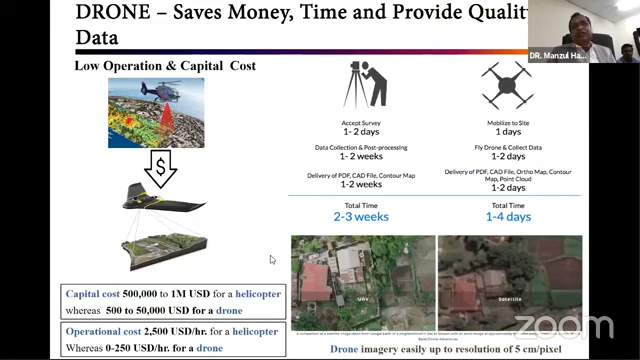 DRONE – Saves Money, Time and Provide Quality
Data
DR. Manzul Ha...
Low Operation & Capital Cost
$
Capital cost 500,000 to 1M USD for a helicopter
whereas 500 to 50,000 USD for a drone
Operational cost 2,500 USD/hr. for a helicopter
Whereas 0-250 USD/hr. for a drone
Accept Survey
1- 2 days
Data Collection & Post-processing
1- 2 weeks
Delivery of PDF, CAD File, Contour Map
1-2 weeks
Total Time
2-3 weeks
Mobilize to Site
1 days
Fly Drone & Collect Data
1-2 days
Delivery of PDF, CAD File, Ortho Map, Contour
Map, Point Cloud
1-2 days
Total Time
1-4 days
UAV
Satellite
Drone imagery easily up to resolution of 5 cm/pixel
zoom